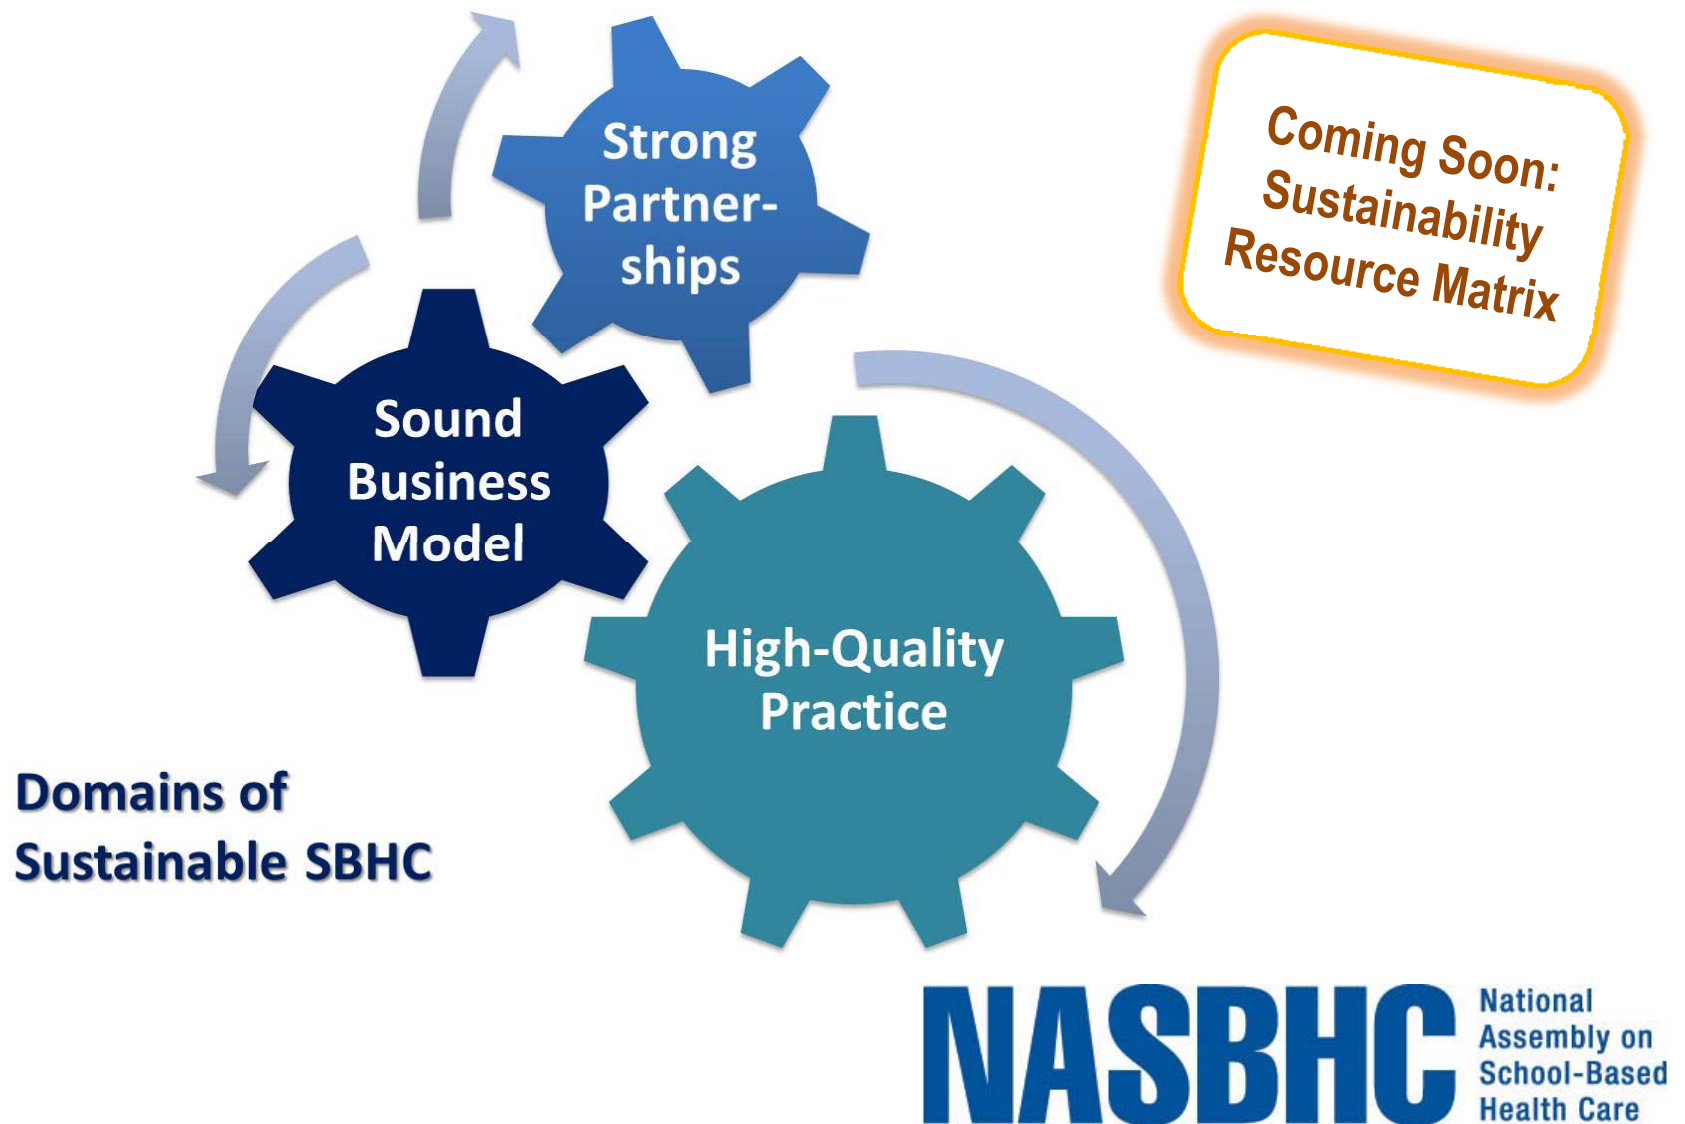 Strong
Partner-
ships
Coming Soon:
Sustainability
Resource Matrix
Sound
Business
Model
High-Quality
Practice
Domains of
Sustainable SBHC
NASBHC
National
Assembly on
School-Based
Health Care